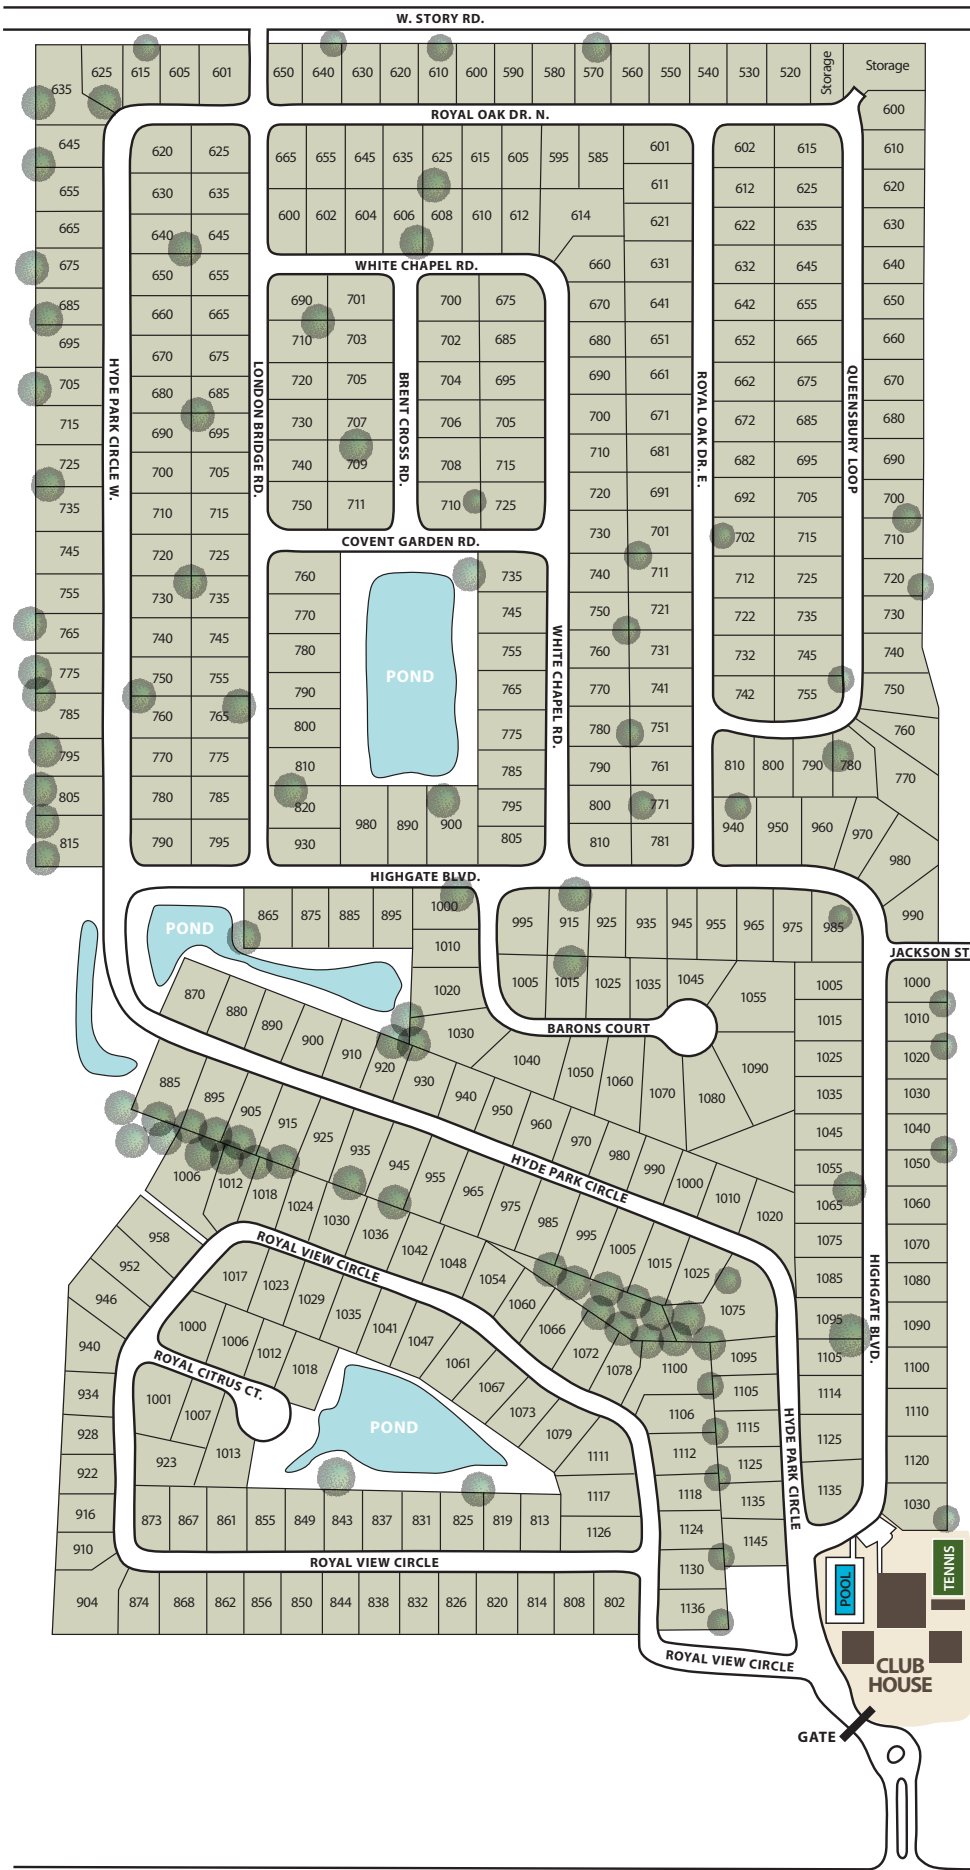 W. STORY RD.
625 615 605 601 650 640 630 620 610 600 590 580 570 560 550 540 530 520 Storage Storage
635
600
ROYAL OAK DR. N.
645 620 625 665 655 645 635 625 615 605 595 585 601 602 615 610
655 630 635 611 612 625 620
665 640 645 600 602 604 606 608 610 612 614 621 622 635 630
WHITE CHAPEL RD.
675 650 655 660 631 632 645 640
685 660 665 690 701 700 675 670 641 642 655 650
695 670 675 710 703 702 685 680 651 652 665 660
HYDE PARK CIRCLE W.
LONDON BRIDGE RD.
BRENT CROSS RD.
ROYAL OAK DR. E.
QUEENSBURY LOOP
705 680 685 720 705 704 695 690 661 662 675 670
715 690 695 730 707 706 705 700 671 672 685 680
725 700 705 740 709 708 715 710 681 682 695 690
735 710 715 750 711 710 725 720 691 692 705 700
COVENT GARDEN RD.
745 720 725 730 701 702 715 710
755 730 735 760 735 740 711 712 725 720
765 740 745 770 745 750 721 722 735 730
775 750 755 780 755 760 731 732 745 740
POND
WHITE CHAPEL RD.
785 760 765 790 765 770 741 742 755 750
795 770 775 800 775 780 751 760
805 780 785 810 785 790 761 810 800 790 780 770
815 790 795 820 795 800 771 940 950 960 970
930 980 890 900 805 810 781 980
HIGHGATE BLVD.
POND
865 875 885 895 1000 995 915 925 935 945 955 965 975 985 990
1010
JACKSON ST
870 880 890 900 910 920 1020 1005 1015 1025 1035 1045 1055 1005 1000
1030
BARONS COURT
1015 1010
885 895 905 915 925 935 945 955 965 975 985 995 1005 1015 1025
930 940 950 960 970 980 990 1000 1010 1020
1040 1050 1060 1070 1080 1090
1025 1020
1035 1030
1045 1040
1055 1050
1065 1060
1075 1070
1085 1080
1095 1090
1105 1100
1114 1110
1125 1120
1135 1030
HYDE PARK CIRCLE
HIGHGATE BLVD.
1006 1012 1018 1024 1030 1036 1042 1048 1054 1060 1066 1072 1078 1100
1075
1095
1105
1115
1125
1135
1145
HYDE PARK CIRCLE
ROYAL VIEW CIRCLE
958
952
946
940
934
928
922
916
910
904
1017 1023 1029 1035 1041 1047 1061 1067 1073 1079 1111
1117
1126
1000 1006 1012 1018
ROYAL CITRUS CT.
1001 1007 1013
923
POND
1106
1112
1118
1124
1130
1136
873 867 861 855 849 843 837 831 825 819 813
ROYAL VIEW CIRCLE
874 868 862 856 850 844 838 832 826 820 814 808 802
ROYAL VIEW CIRCLE
POOL
TENNIS
CLUB
HOUSE
GATE